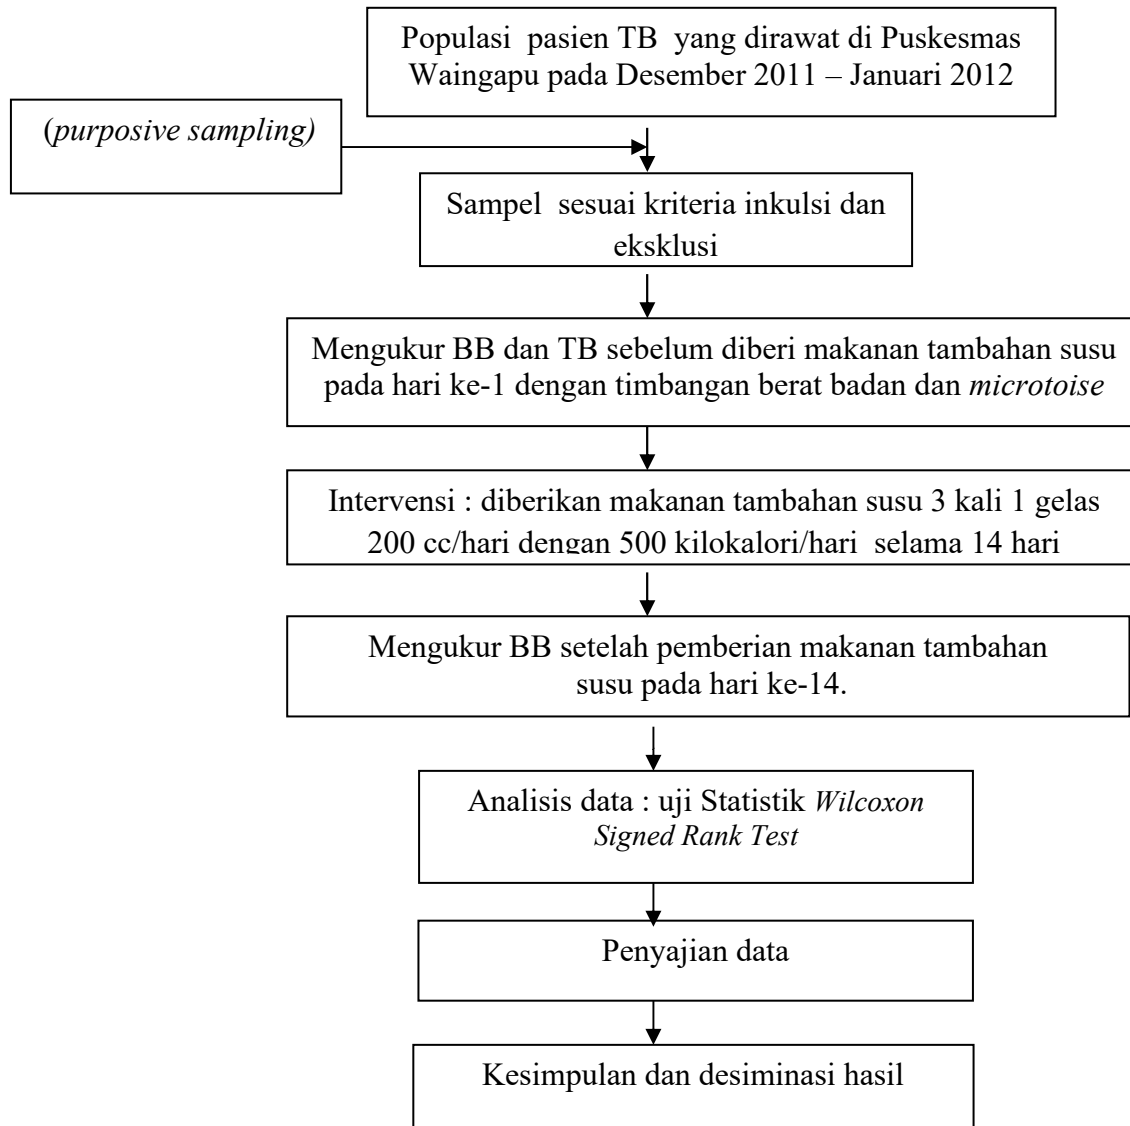 Populasi pasien TB yang dirawat di Puskesmas
Waingapu pada Desember 2011 – Januari 2012
(purposive sampling)
Sampel sesuai kriteria inkulsi dan
eksklusi
Mengukur BB dan TB sebelum diberi makanan tambahan susu
pada hari ke-1 dengan timbangan berat badan dan microtoise
Intervensi : diberikan makanan tambahan susu 3 kali 1 gelas
200 cc/hari dengan 500 kilokalori/hari selama 14 hari
Mengukur BB setelah pemberian makanan tambahan
susu pada hari ke-14.
Analisis data : uji Statistik Wilcoxon
Signed Rank Test
Penyajian data
Kesimpulan dan desiminasi hasil